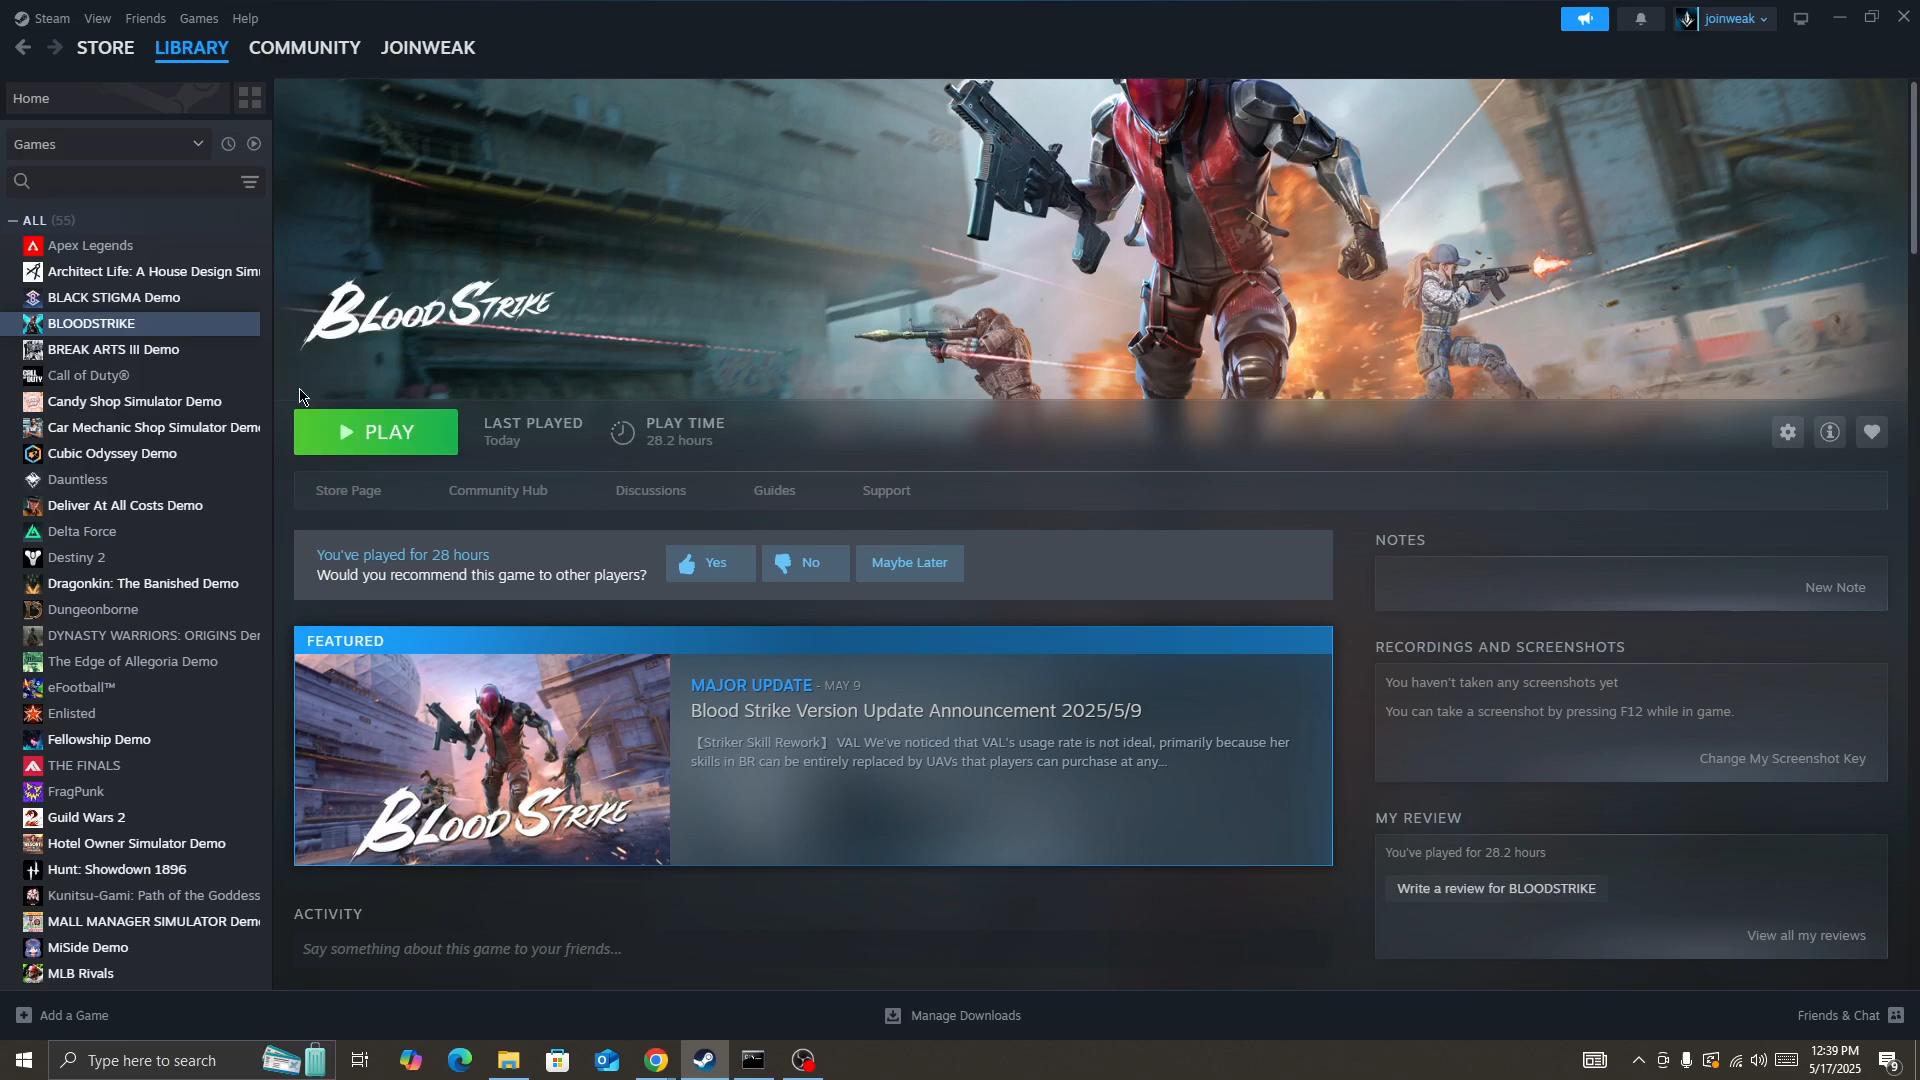 Steam View Friends Games Help
joinweak
STORE LIBRARY COMMUNITY JOINWEAK
Home
Games
ALL (55)
Apex Legends
Architect Life: A House Design Simu
BLACK STIGMA Demo
BLOODSTRIKE
BREAK ARTS III Demo
Call of Duty®
Candy Shop Simulator Demo
Car Mechanic Shop Simulator Demo
Cubic Odyssey Demo
Dauntless
Deliver At All Costs Demo
Delta Force
Destiny 2
Dragonkin: The Banished Demo
Dungeonborne
DYNASTY WARRIORS: ORIGINS Der
The Edge of Allegoria Demo
eFootball™
Enlisted
Fellowship Demo
THE FINALS
FragPunk
Guild Wars 2
Hotel Owner Simulator Demo
Hunt: Showdown 1896
Kunitsu-Gami: Path of the Goddess
MALL MANAGER SIMULATOR Demo
MiSide Demo
MLB Rivals
BLOOD STRIKE
PLAY
LAST PLAYED
Today
PLAY TIME
28.2 hours
Store Page Community Hub Discussions Guides Support
You've played for 28 hours
Would you recommend this game to other players?
Yes No Maybe Later
FEATURED
BLOOD STRIKE
MAJOR UPDATE - MAY 9
Blood Strike Version Update Announcement 2025/5/9
【Striker Skill Rework】 VAL We've noticed that VAL's usage rate is not ideal, primarily because her
skills in BR can be entirely replaced by UAVs that players can purchase at any...
ACTIVITY
Say something about this game to your friends...
NOTES
New Note
RECORDINGS AND SCREENSHOTS
You haven't taken any screenshots yet
You can take a screenshot by pressing F12 while in game.
Change My Screenshot Key
MY REVIEW
You've played for 28.2 hours
Write a review for BLOODSTRIKE
View all my reviews
Add a Game
Manage Downloads
Friends & Chat
Type here to search
12:39 PM
5/17/2025
9